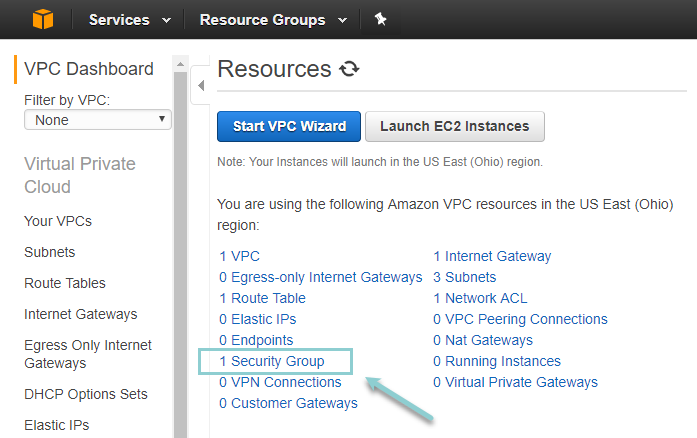 Services
Resource Groups
VPC Dashboard
Filter by VPC:
None
Virtual Private
Cloud
Your VPCs
Subnets
Route Tables
Internet Gateways
Egress Only Internet
Gateways
DHCP Options Sets
Elastic IPs
Resources
Start VPC Wizard
Launch EC2 Instances
Note: Your Instances will launch in the US East (Ohio) region.
You are using the following Amazon VPC resources in the US East (Ohio)
region:
1 VPC
1 Internet Gateway
0 Egress-only Internet Gateways
3 Subnets
1 Route Table
1 Network ACL
0 Elastic IPs
0 VPC Peering Connections
0 Endpoints
0 Nat Gateways
1 Security Group
0 Running Instances
0 VPN Connections
0 Virtual Private Gateways
0 Customer Gateways